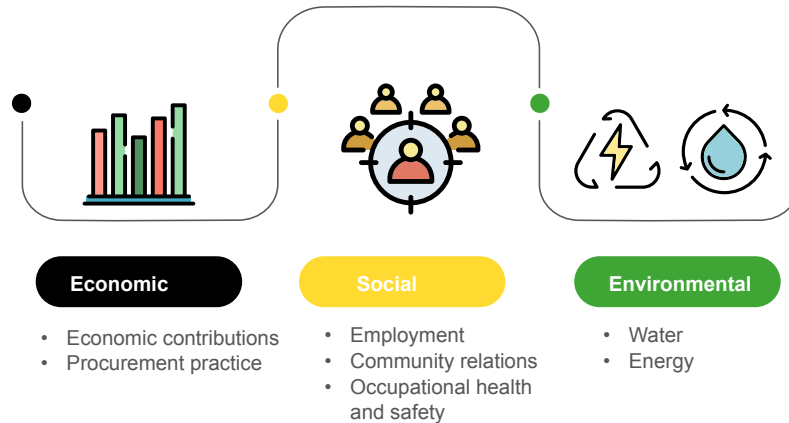 Economic
• Economic contributions
• Procurement practice
Social
• Employment
• Community relations
• Occupational health
and safety
Environmental
• Water
• Energy